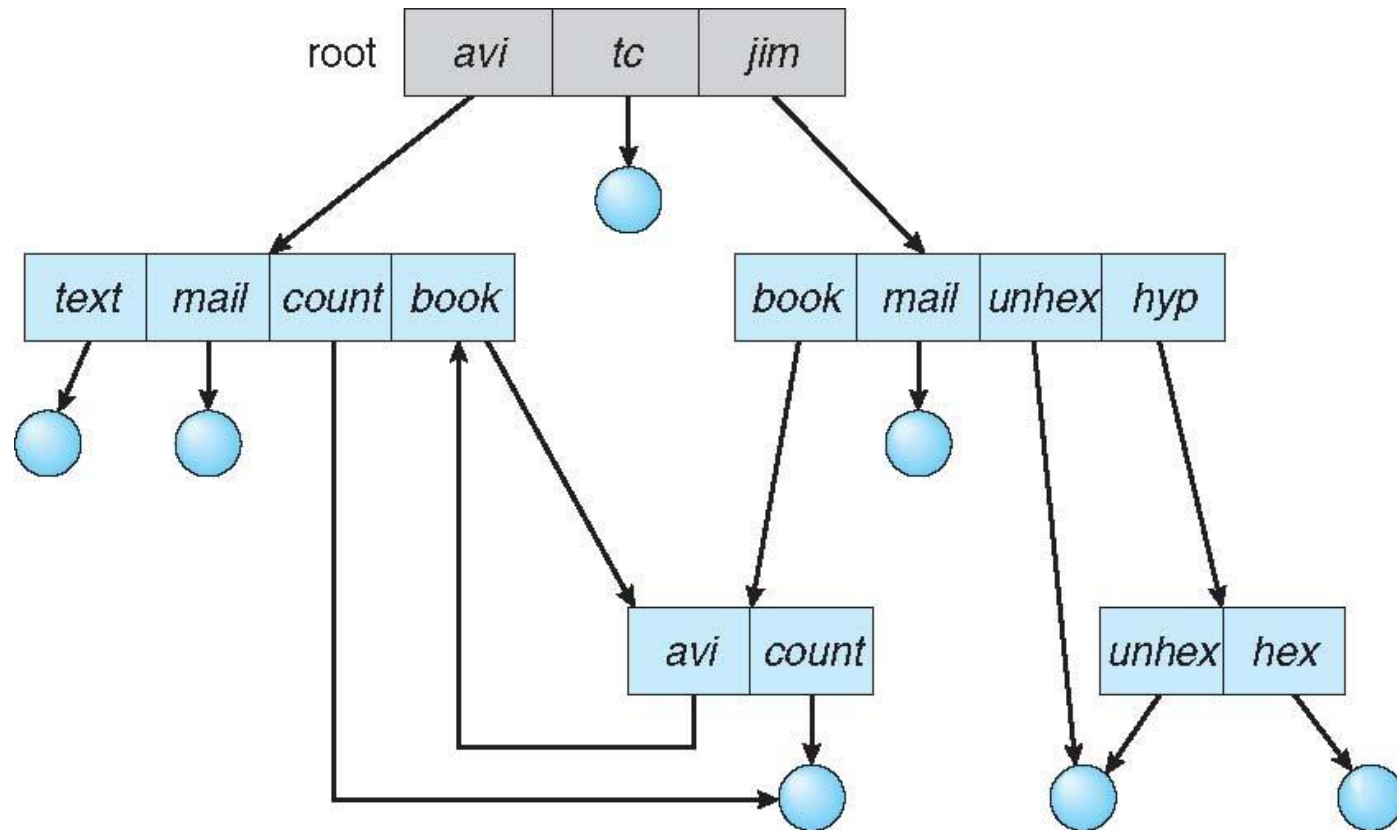 root avi tc jim
text mail count book
book mail unhex hyp
avi count
unhex hex